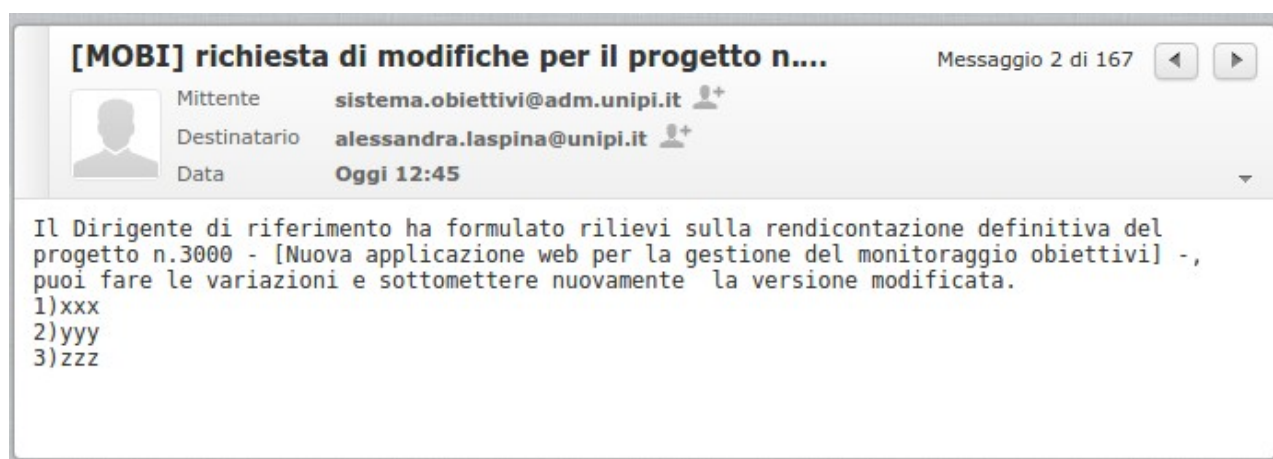 [MOBI] richiesta di modifiche per il progetto n.... Messaggio 2 di 167
Mittente sistema.obiettivi@adm.unipi.it
Destinatario alessandra.laspina@unipi.it
Data Oggi 12:45
Il Dirigente di riferimento ha formulato rilievi sulla rendicontazione definitiva del
progetto n.3000 - [Nuova applicazione web per la gestione del monitoraggio obiettivi] -,
puoi fare le variazioni e sottomettere nuovamente  la versione modificata.
1)xxx
2)yyy
3)zzz